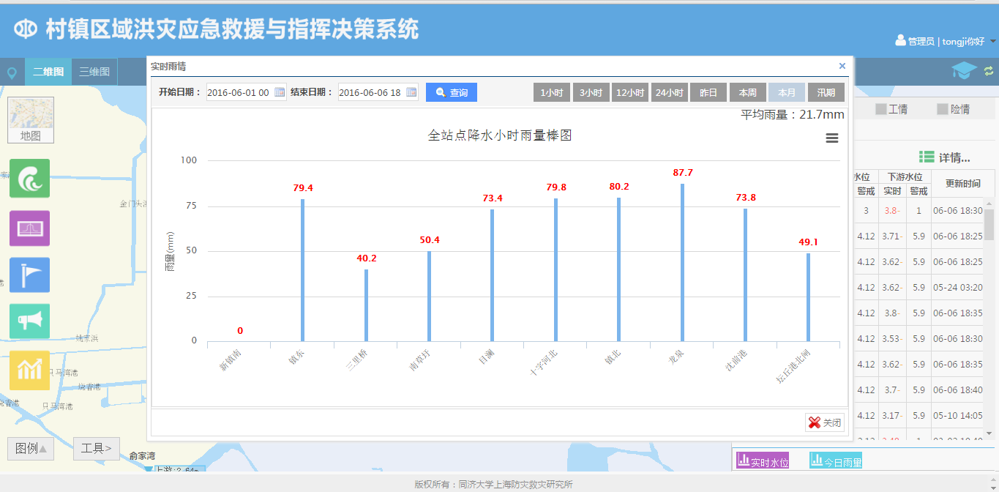 村镇区域洪灾应急救援与指挥决策系统
管理员 | tongji你好
二维图 三维图
实时雨情 ×
开始日期： 2016-06-01 00 结束日期： 2016-06-06 18 查询 1小时 3小时 12小时 24小时 昨日 本周 本月 汛期
平均雨量：21.7mm
全站点降水小时雨量棒图
雨量(mm)
100
75
50
25
0
0
79.4
40.2
50.4
73.4
79.8
80.2
87.7
73.8
49.1
新镇南
镇东
三里桥
南草圩
目澜
十字河北
镇北
龙泉
沈前港
坛丘港北闸
关闭
地图
金门头
姚家浜
只马湾港
烧香港
烧香港
只马湾港
图例
工具>
俞家湾
上游:2.64m
工情 险情
详情...
水位 下游水位 更新时间
警戒 实时 警戒
3 3.8- 1 06-06 18:30
4.12 3.71- 5.9 06-06 18:25
4.12 3.62- 5.9 06-06 18:25
4.12 3.62- 5.9 05-24 03:20
4.12 3.8- 5.9 06-06 18:35
4.12 3.53- 5.9 06-06 18:30
4.12 3.62- 5.9 06-06 18:35
4.12 3.7- 5.9 06-06 18:40
4.12 3.17- 5.9 05-10 14:05
实时水位 今日雨量
版权所有：同济大学上海防灾救灾研究所